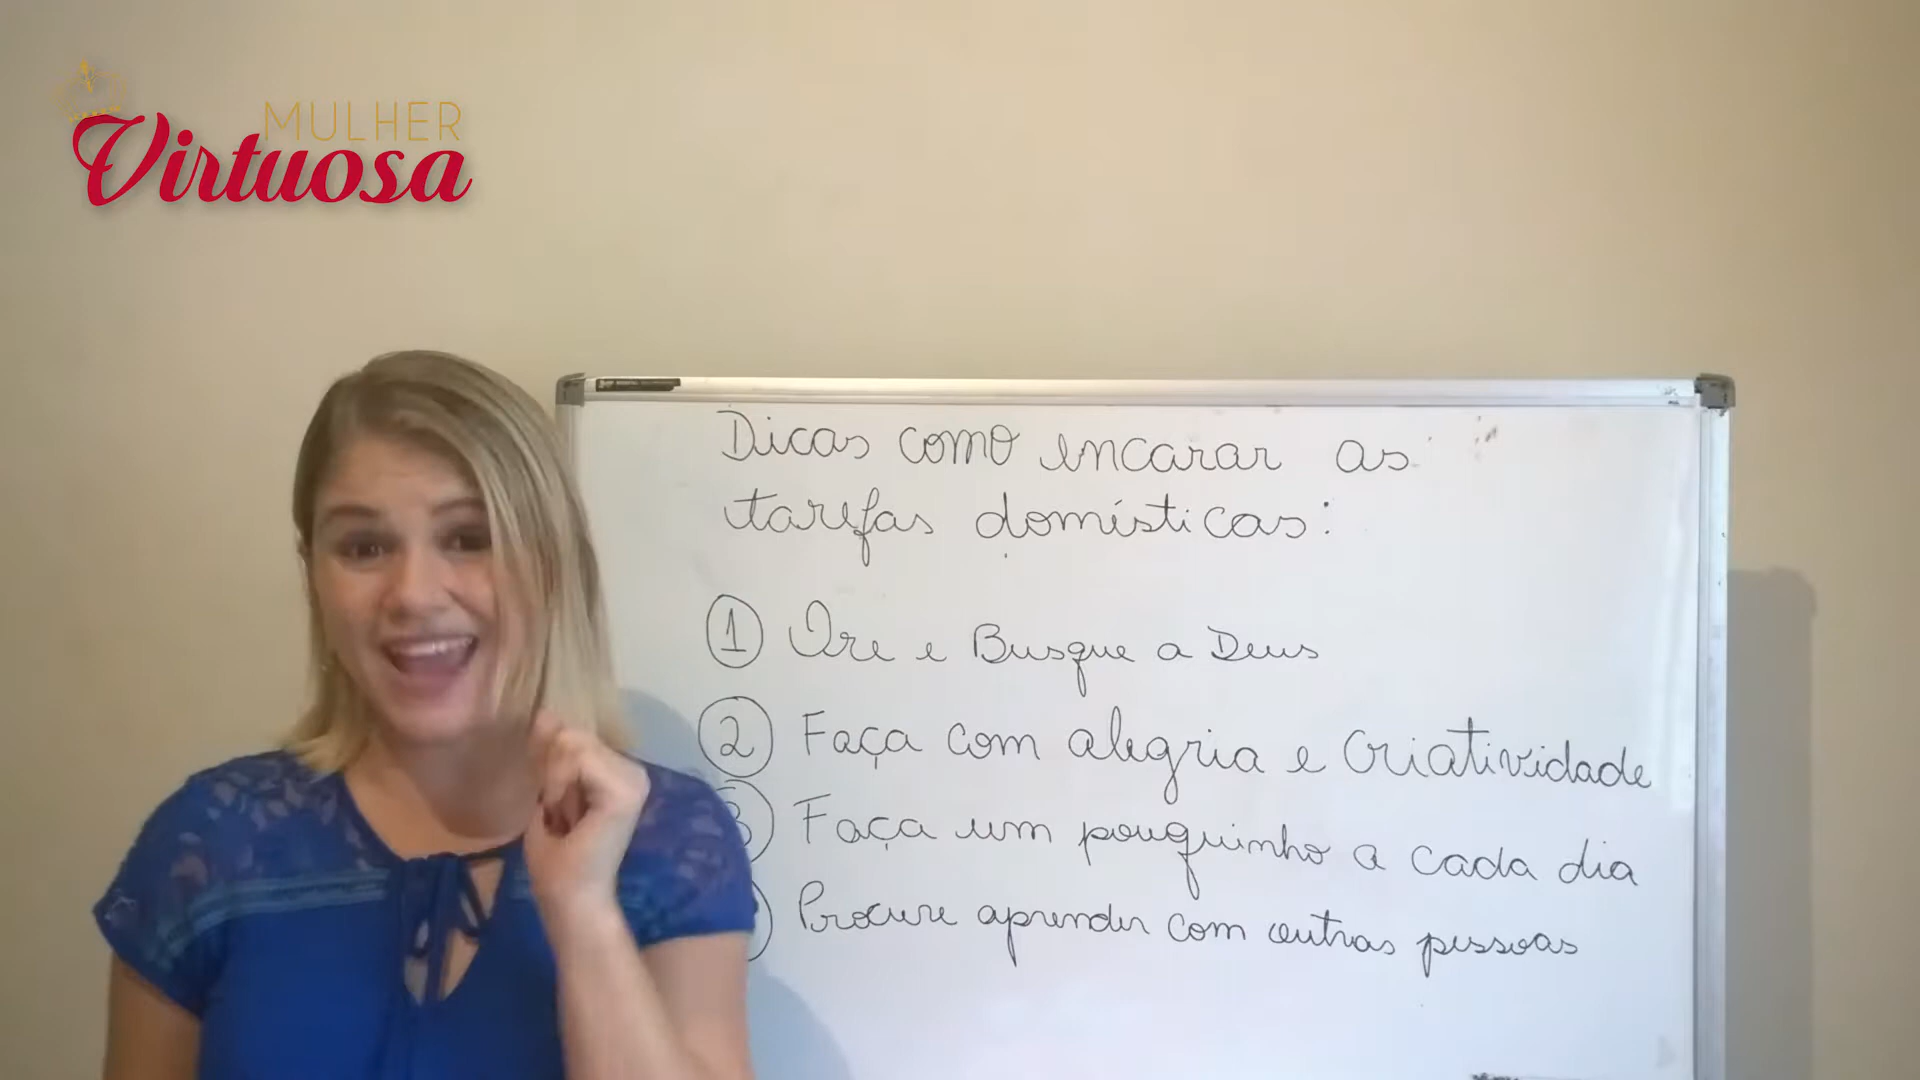 MULHER
Virtuosa
Dicas como encarar as
tarefas domésticas:
1 Ore e Busque a Deus
2 Faça com alegria e Criatividade
3 Faça um pouquinho a cada dia
Procure aprender com outras pessoas